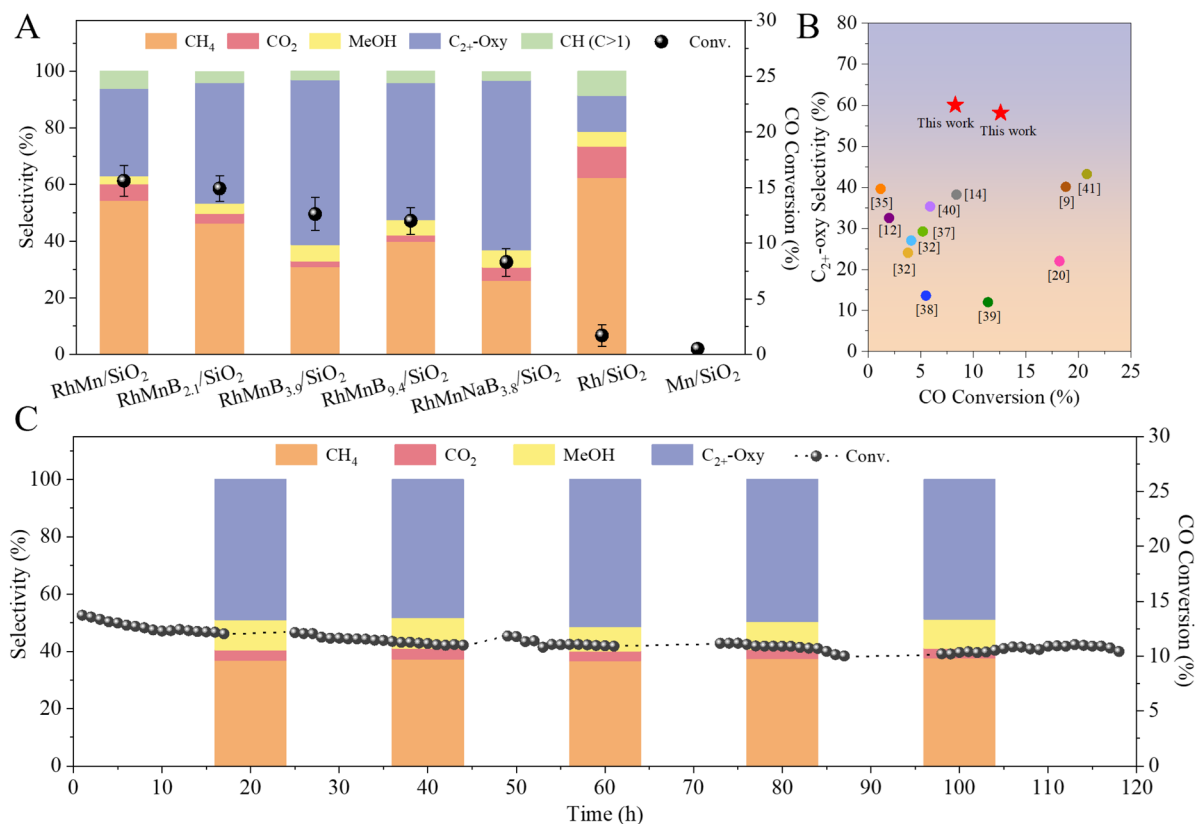 A
CH₄
CO₂
MeOH
C₂₊-Oxy
CH (C>1)
Conv.
Selectivity (%)
0
20
40
60
80
100
CO Conversion (%)
0
5
10
15
20
25
30
RhMn/SiO₂
RhMnB₂.₁/SiO₂
RhMnB₃.₉/SiO₂
RhMnB₉.₄/SiO₂
RhMnNaB₃.₈/SiO₂
Rh/SiO₂
Mn/SiO₂
B
C₂₊-oxy Selectivity (%)
80
70
60
50
40
30
20
10
0
This work
This work
[35]
[14]
[9]
[41]
[12]
[40]
[37]
[32]
[32]
[20]
[38]
[39]
0
5
10
15
20
25
CO Conversion (%)
C
CH₄
CO₂
MeOH
C₂₊-Oxy
Conv.
Selectivity (%)
0
20
40
60
80
100
CO Conversion (%)
0
5
10
15
20
25
30
0
10
20
30
40
50
60
70
80
90
100
110
120
Time (h)